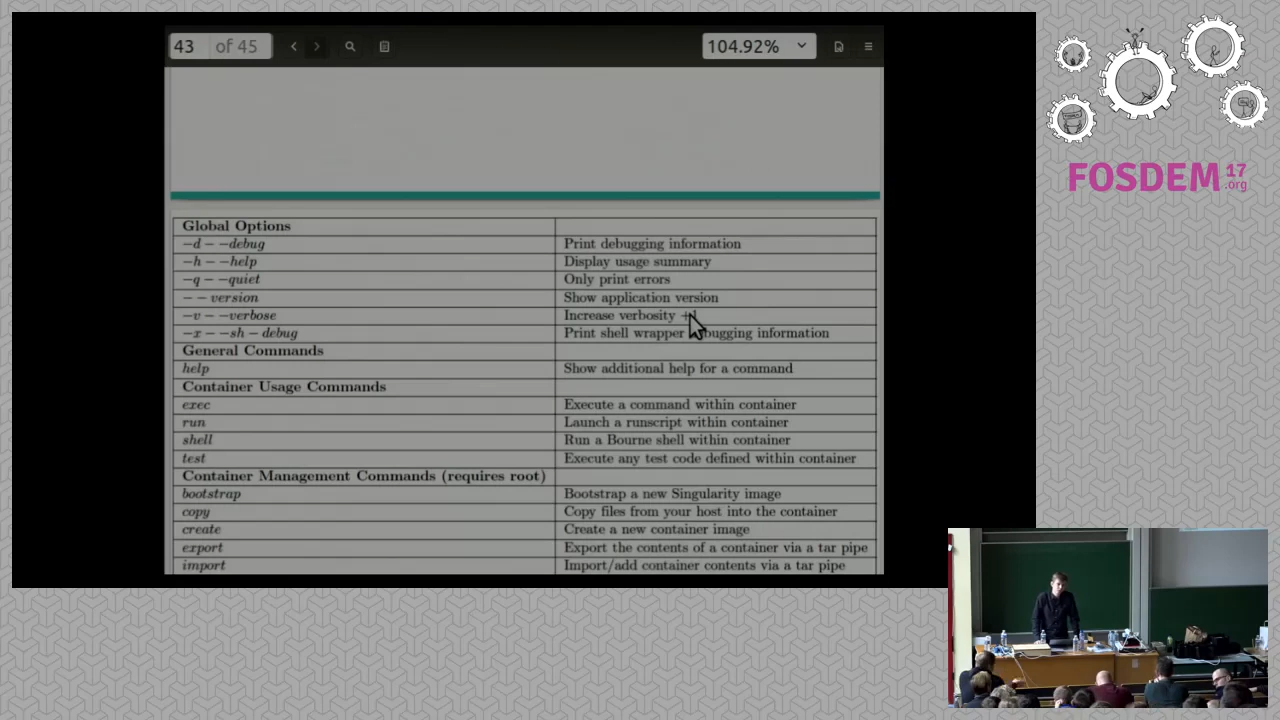 43 of 45
104.92%
Global Options
-d - -debug Print debugging information
-h - -help Display usage summary
-q - -quiet Only print errors
- - version Show application version
-v - -verbose Increase verbosity
-x - -sh - debug Print shell wrapper debugging information
General Commands
help Show additional help for a command
Container Usage Commands
exec Execute a command within container
run Launch a runscript within container
shell Run a Bourne shell within container
test Execute any test code defined within container
Container Management Commands (requires root)
bootstrap Bootstrap a new Singularity image
copy Copy files from your host into the container
create Create a new container image
export Export the contents of a container via a tar pipe
import Import/add container contents via a tar pipe
FOSDEM 17
.org